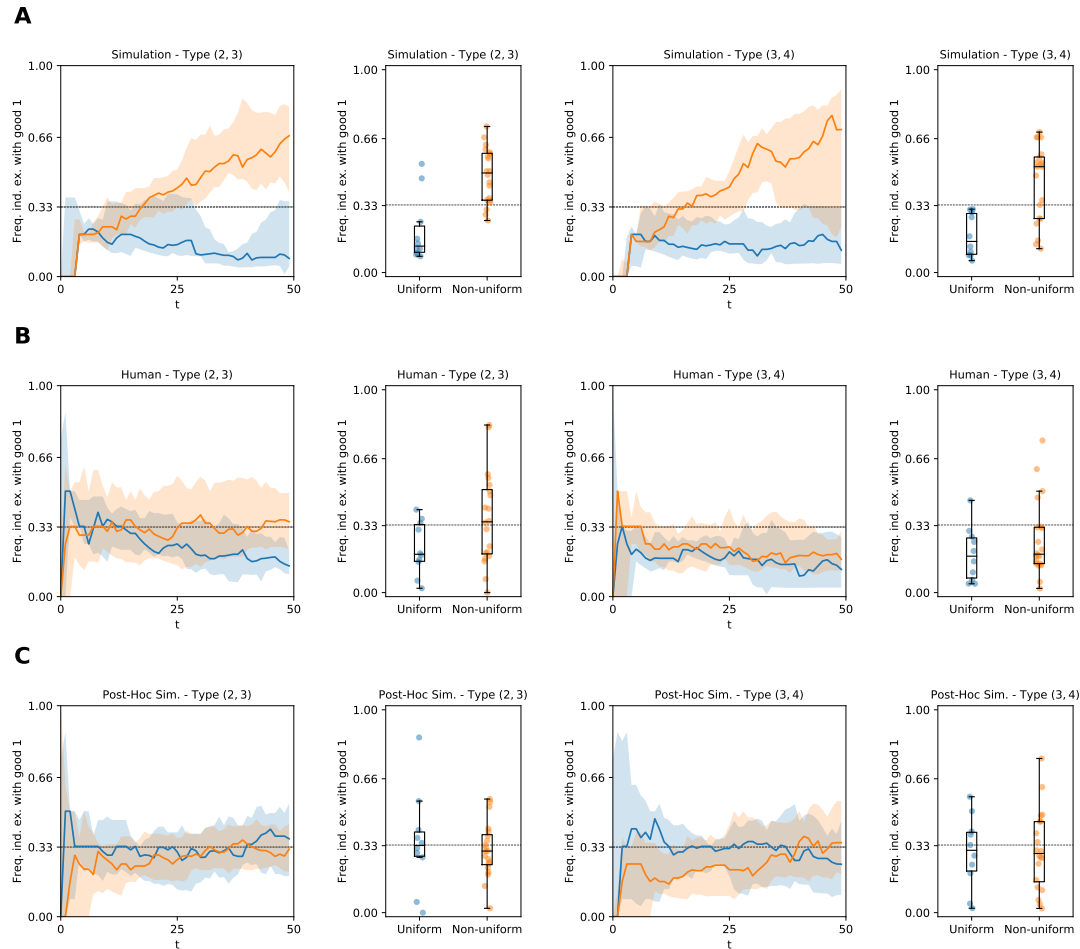 A
Simulation - Type (2, 3)
Freq. ind. ex. with good 1
1.00
0.66
0.33
0.00
0
25
50
t
Simulation - Type (2, 3)
Freq. ind. ex. with good 1
1.00
0.66
0.33
0.00
Uniform
Non-uniform
Simulation - Type (3, 4)
Freq. ind. ex. with good 1
1.00
0.66
0.33
0.00
0
25
50
t
Simulation - Type (3, 4)
Freq. ind. ex. with good 1
1.00
0.66
0.33
0.00
Uniform
Non-uniform
B
Human - Type (2, 3)
Freq. ind. ex. with good 1
1.00
0.66
0.33
0.00
0
25
50
t
Human - Type (2, 3)
Freq. ind. ex. with good 1
1.00
0.66
0.33
0.00
Uniform
Non-uniform
Human - Type (3, 4)
Freq. ind. ex. with good 1
1.00
0.66
0.33
0.00
0
25
50
t
Human - Type (3, 4)
Freq. ind. ex. with good 1
1.00
0.66
0.33
0.00
Uniform
Non-uniform
C
Post-Hoc Sim. - Type (2, 3)
Freq. ind. ex. with good 1
1.00
0.66
0.33
0.00
0
25
50
t
Post-Hoc Sim. - Type (2, 3)
Freq. ind. ex. with good 1
1.00
0.66
0.33
0.00
Uniform
Non-uniform
Post-Hoc Sim. - Type (3, 4)
Freq. ind. ex. with good 1
1.00
0.66
0.33
0.00
0
25
50
t
Post-Hoc Sim. - Type (3, 4)
Freq. ind. ex. with good 1
1.00
0.66
0.33
0.00
Uniform
Non-uniform